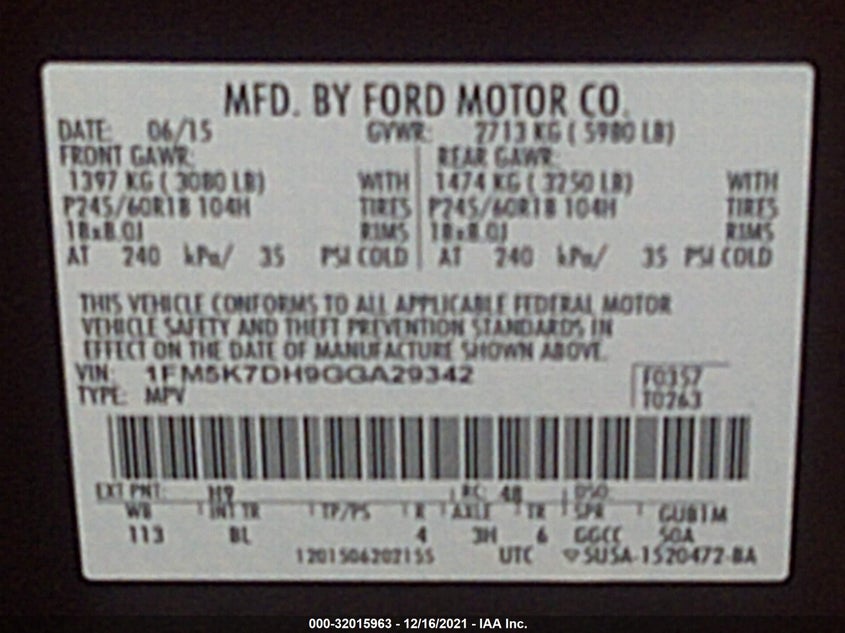 MFD. BY FORD MOTOR CO.
DATE: 06/15 GVWR: 2713 KG ( 5980 LB)
FRONT GAWR: REAR GAWR:
1397 KG ( 3080 LB) WITH 1474 KG ( 3250 LB) WITH
P245/60R18 104H TIRES P245/60R18 104H TIRES
18x8.0J RIMS 18x8.0J RIMS
AT 240 kPa/ 35 PSI COLD AT 240 kPa/ 35 PSI COLD
THIS VEHICLE CONFORMS TO ALL APPLICABLE FEDERAL MOTOR
VEHICLE SAFETY AND THEFT PREVENTION STANDARDS IN
EFFECT ON THE DATE OF MANUFACTURE SHOWN ABOVE.
VIN: 1FM5K7DH9GGA29342 F0357
TYPE: MPV T0263
EXT PNT: H9 RC: 48 DSO:
WB INT TR TP/PS R AXLE TR SPR GUB1M
113 BL 4 3H 6 GGCC 50A
1201506202155 UTC 5U5A-1520472-BA
000-32015963 - 12/16/2021 - IAA Inc.